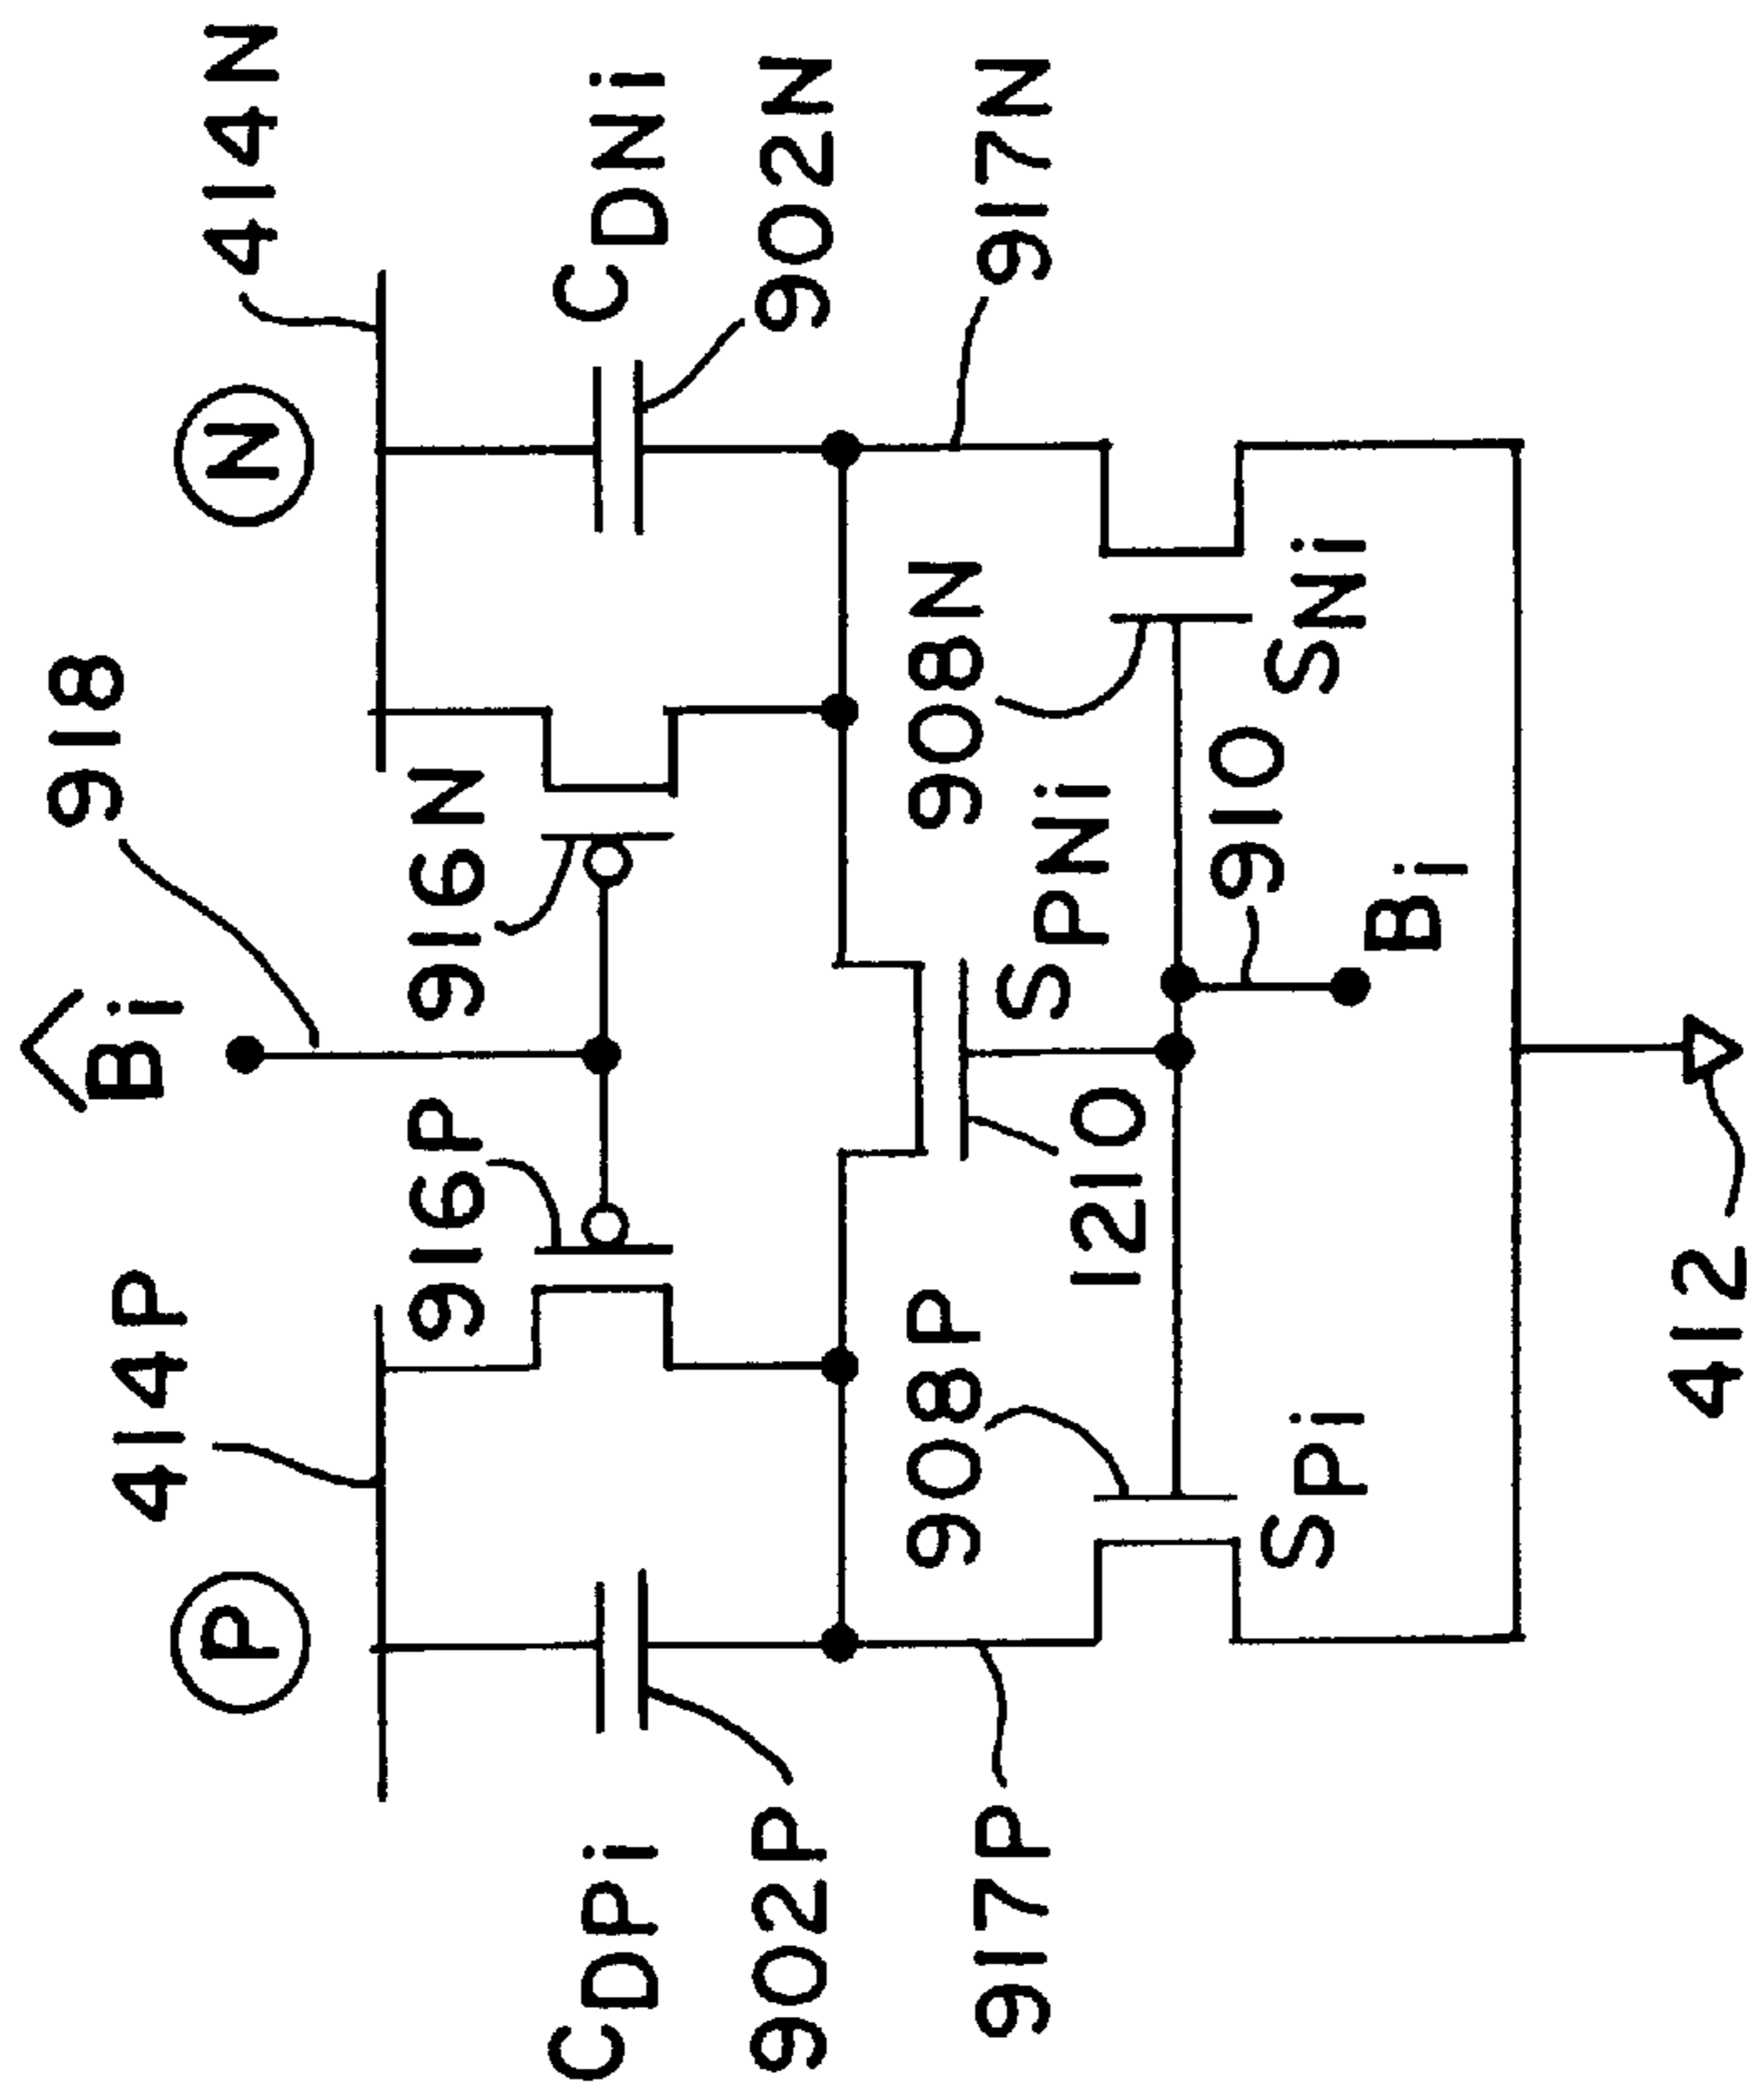 B̂i
918
414P
P
N
414N
916P
916N
CDPi
CDNi
902P
902N
908P
908N
917P
917N
SPNi
1210
910
SPi
SNi
Bi
412